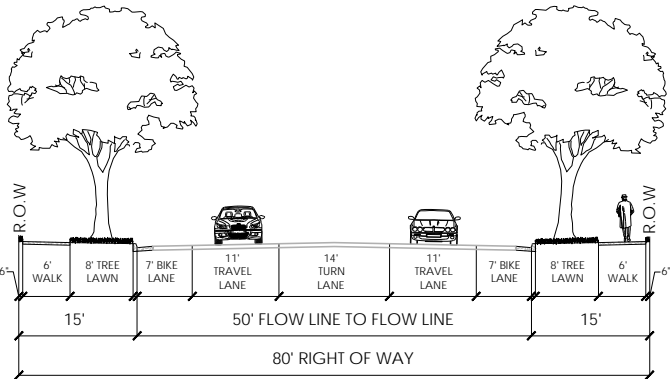 R.O.W
R.O.W
6"
6'
WALK
8' TREE
LAWN
7' BIKE
LANE
11'
TRAVEL
LANE
14'
TURN
LANE
11'
TRAVEL
LANE
7' BIKE
LANE
8' TREE
LAWN
6'
WALK
6"
15'
50' FLOW LINE TO FLOW LINE
15'
80' RIGHT OF WAY